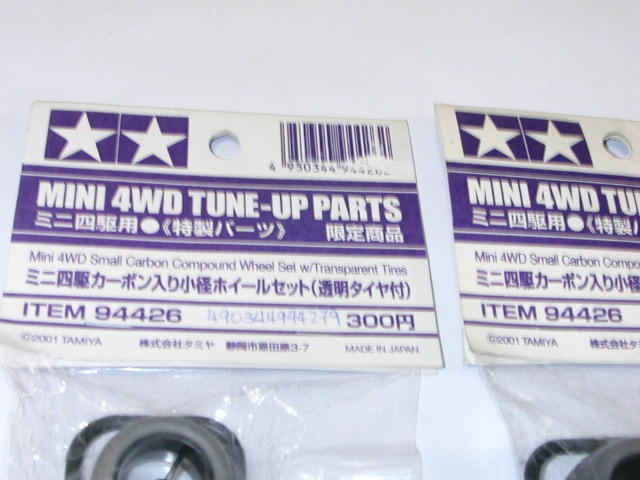 4 950344 944262
MINI 4WD TUNE-UP PARTS
ミニ四駆用●《特製パーツ》 限定商品
Mini 4WD Small Carbon Compound Wheel Set w/Transparent Tires
ミニ四駆カーボン入り小径ホイールセット(透明タイヤ付)
ITEM 94426 490344944279 300円
©2001 TAMIYA 株式会社タミヤ 静岡市恩田原3-7 MADE IN JAPAN
MINI 4WD TU
ミニ四駆用●《特製パ
Mini 4WD Small Carbon Compo
ミニ四駆カーボン入り小径
ITEM 94426
©2001 TAMIYA 株式会社